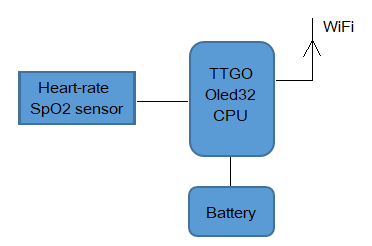 WiFi
Heart-rate
SpO2 sensor
TTGO
Oled32
CPU
Battery